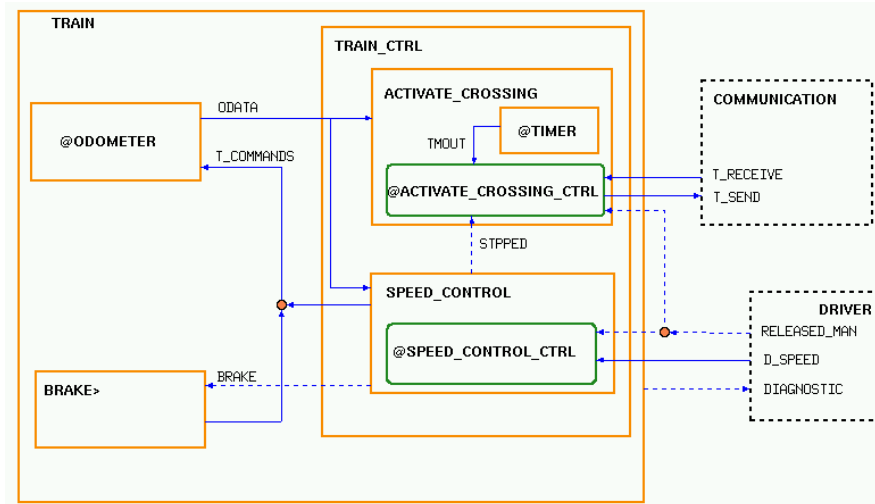 TRAIN
TRAIN_CTRL
ACTIVATE_CROSSING
COMMUNICATION
ODATA
@TIMER
@ODOMETER
TMOUT
T_COMMANDS
T_RECEIVE
@ACTIVATE_CROSSING_CTRL
T_SEND
STPPED
SPEED_CONTROL
DRIVER
RELEASED_MAN
@SPEED_CONTROL_CTRL
D_SPEED
BRAKE
DIAGNOSTIC
BRAKE>